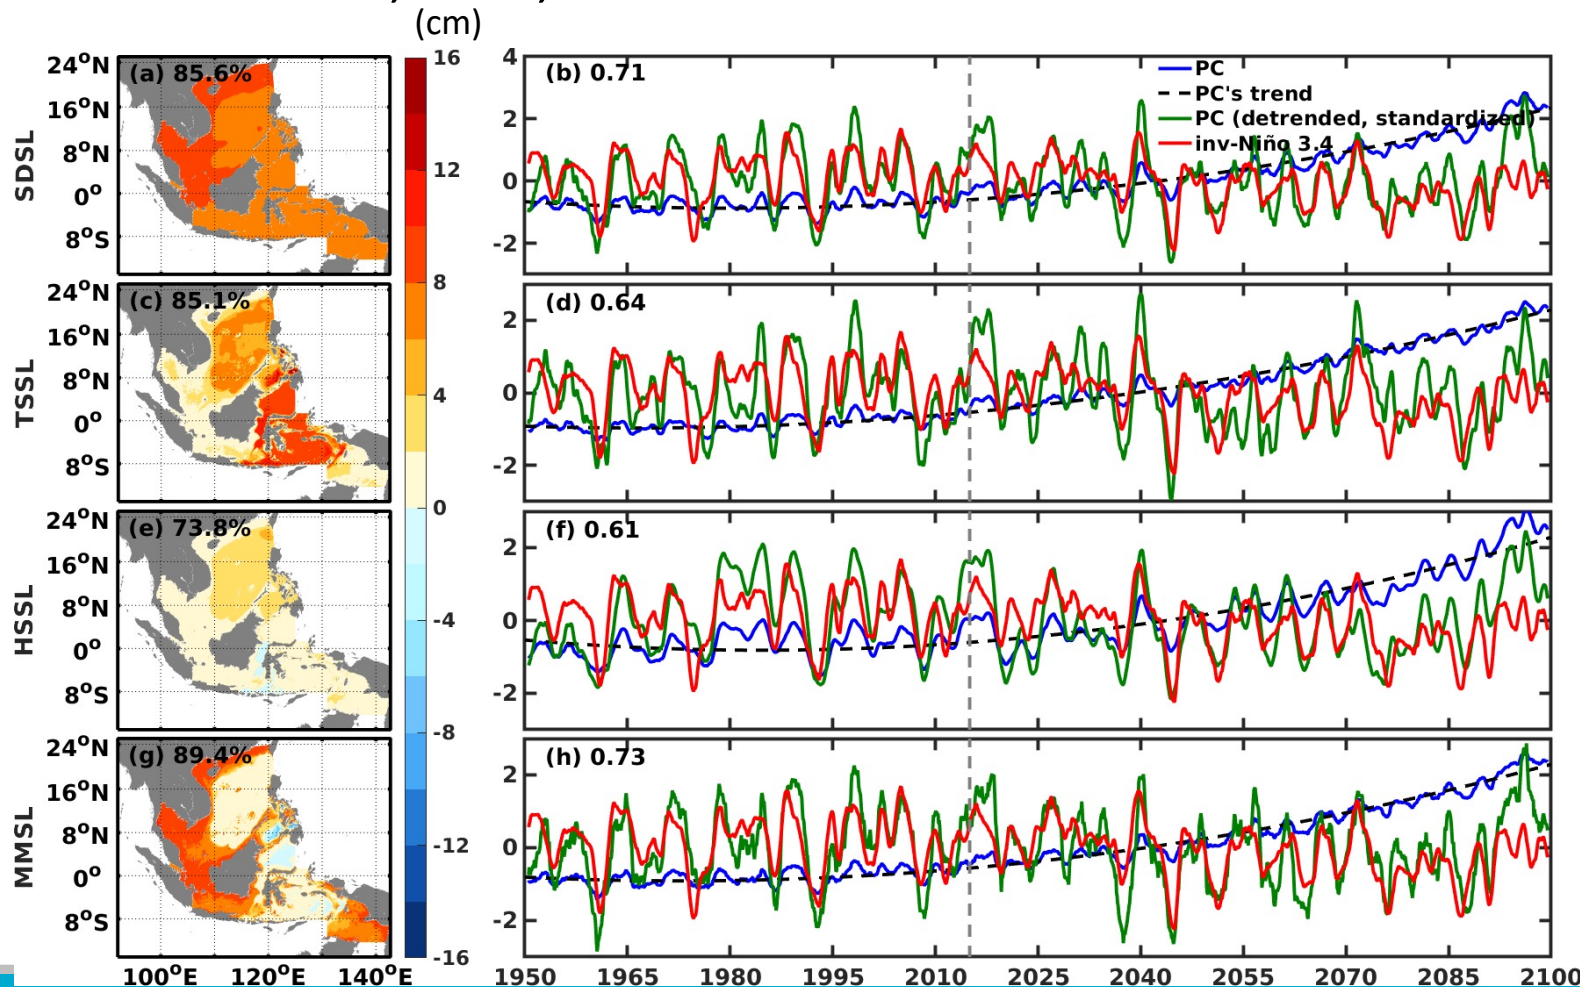 (cm)
SDSL
24°N
16°N
8°N
0°
8°S
(a) 85.6%
16
12
8
4
0
-4
-8
-12
-16
4
2
0
-2
(b) 0.71
PC
PC's trend
PC (detrended, standardized)
inv-Niño 3.4
TSSL
24°N
16°N
8°N
0°
8°S
(c) 85.1%
2
0
-2
(d) 0.64
HSSL
24°N
16°N
8°N
0°
8°S
(e) 73.8%
2
0
-2
(f) 0.61
MMSL
24°N
16°N
8°N
0°
8°S
(g) 89.4%
2
0
-2
(h) 0.73
100°E 120°E 140°E
1950 1965 1980 1995 2010 2025 2040 2055 2070 2085 2100